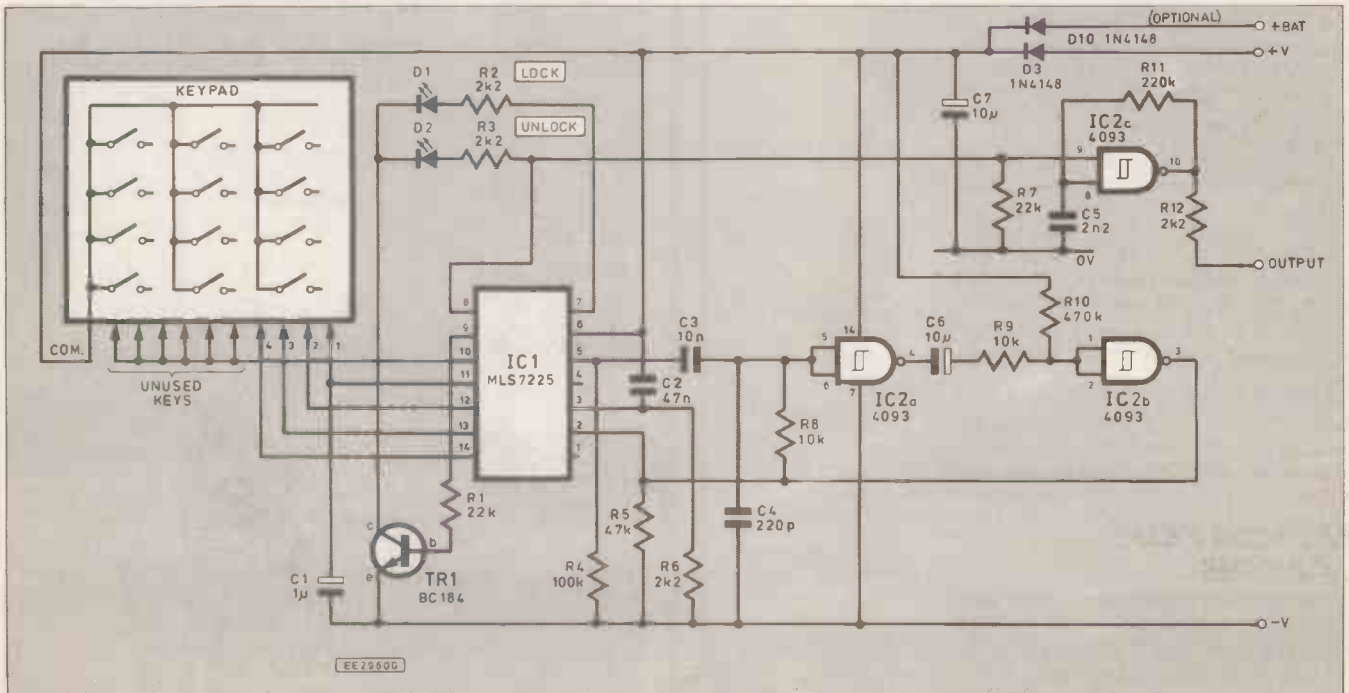 (OPTIONAL)
+BAT
D10 1N4148
+V
D3
1N4148
R11
220k
KEYPAD
D1
R2
2k2
LOCK
D2
R3
2k2
UNLOCK
C7
10µ
IC2c
4093
9
8
10
R7
22k
C5
2n2
R12
2k2
0V
OUTPUT
COM.
4
3
2
1
UNUSED
KEYS
8
9
10
11
12
13
14
IC1
MLS7225
7
6
5
4
3
2
1
C3
10n
C2
47n
R10
470k
5
6
14
4
7
IC2a
4093
C6
10µ
R9
10k
1
2
3
IC2b
4093
R8
10k
R1
22k
R5
47k
C4
220p
c
b
e
TR1
BC184
C1
1µ
R4
100k
R6
2k2
-V
EE2960G